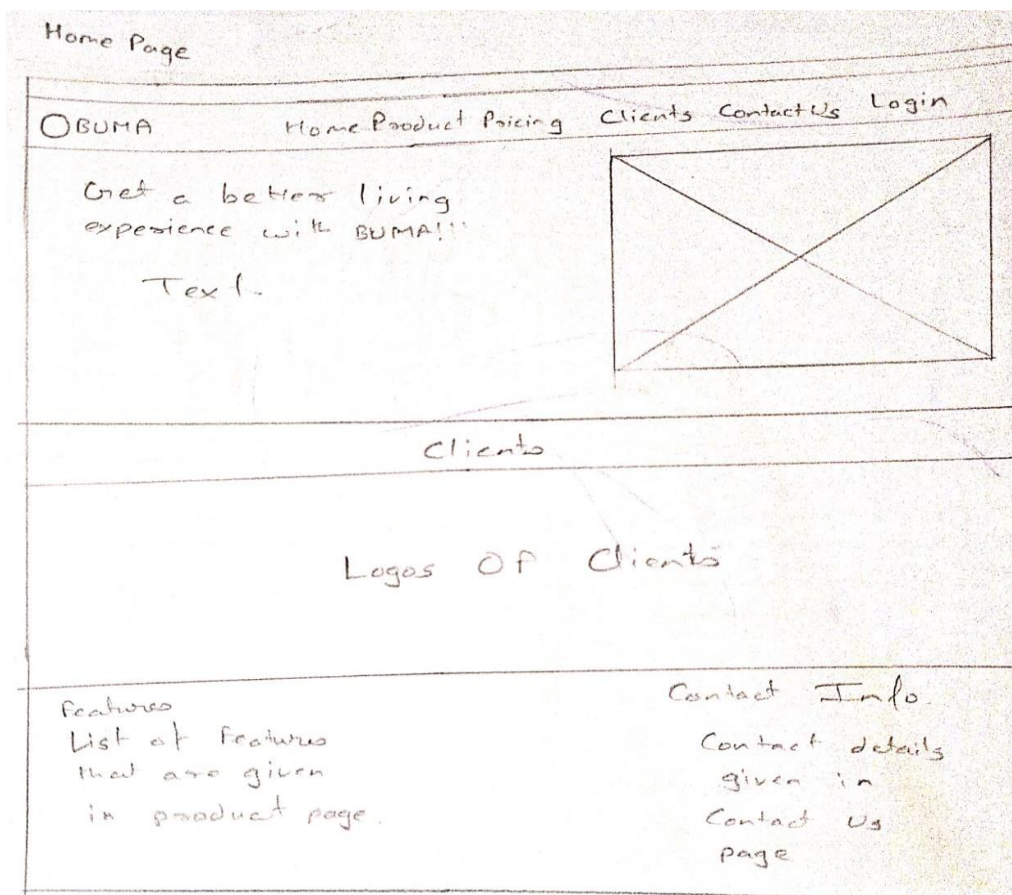 Home Page
BUMA Home Product Pricing Clients Contact Us Login
Get a better living
experience with BUMA!!!
Text
Clients
Logos Of Clients
Features
List of Features
that are given
in product page.
Contact Info.
Contact details
given in
Contact Us
page